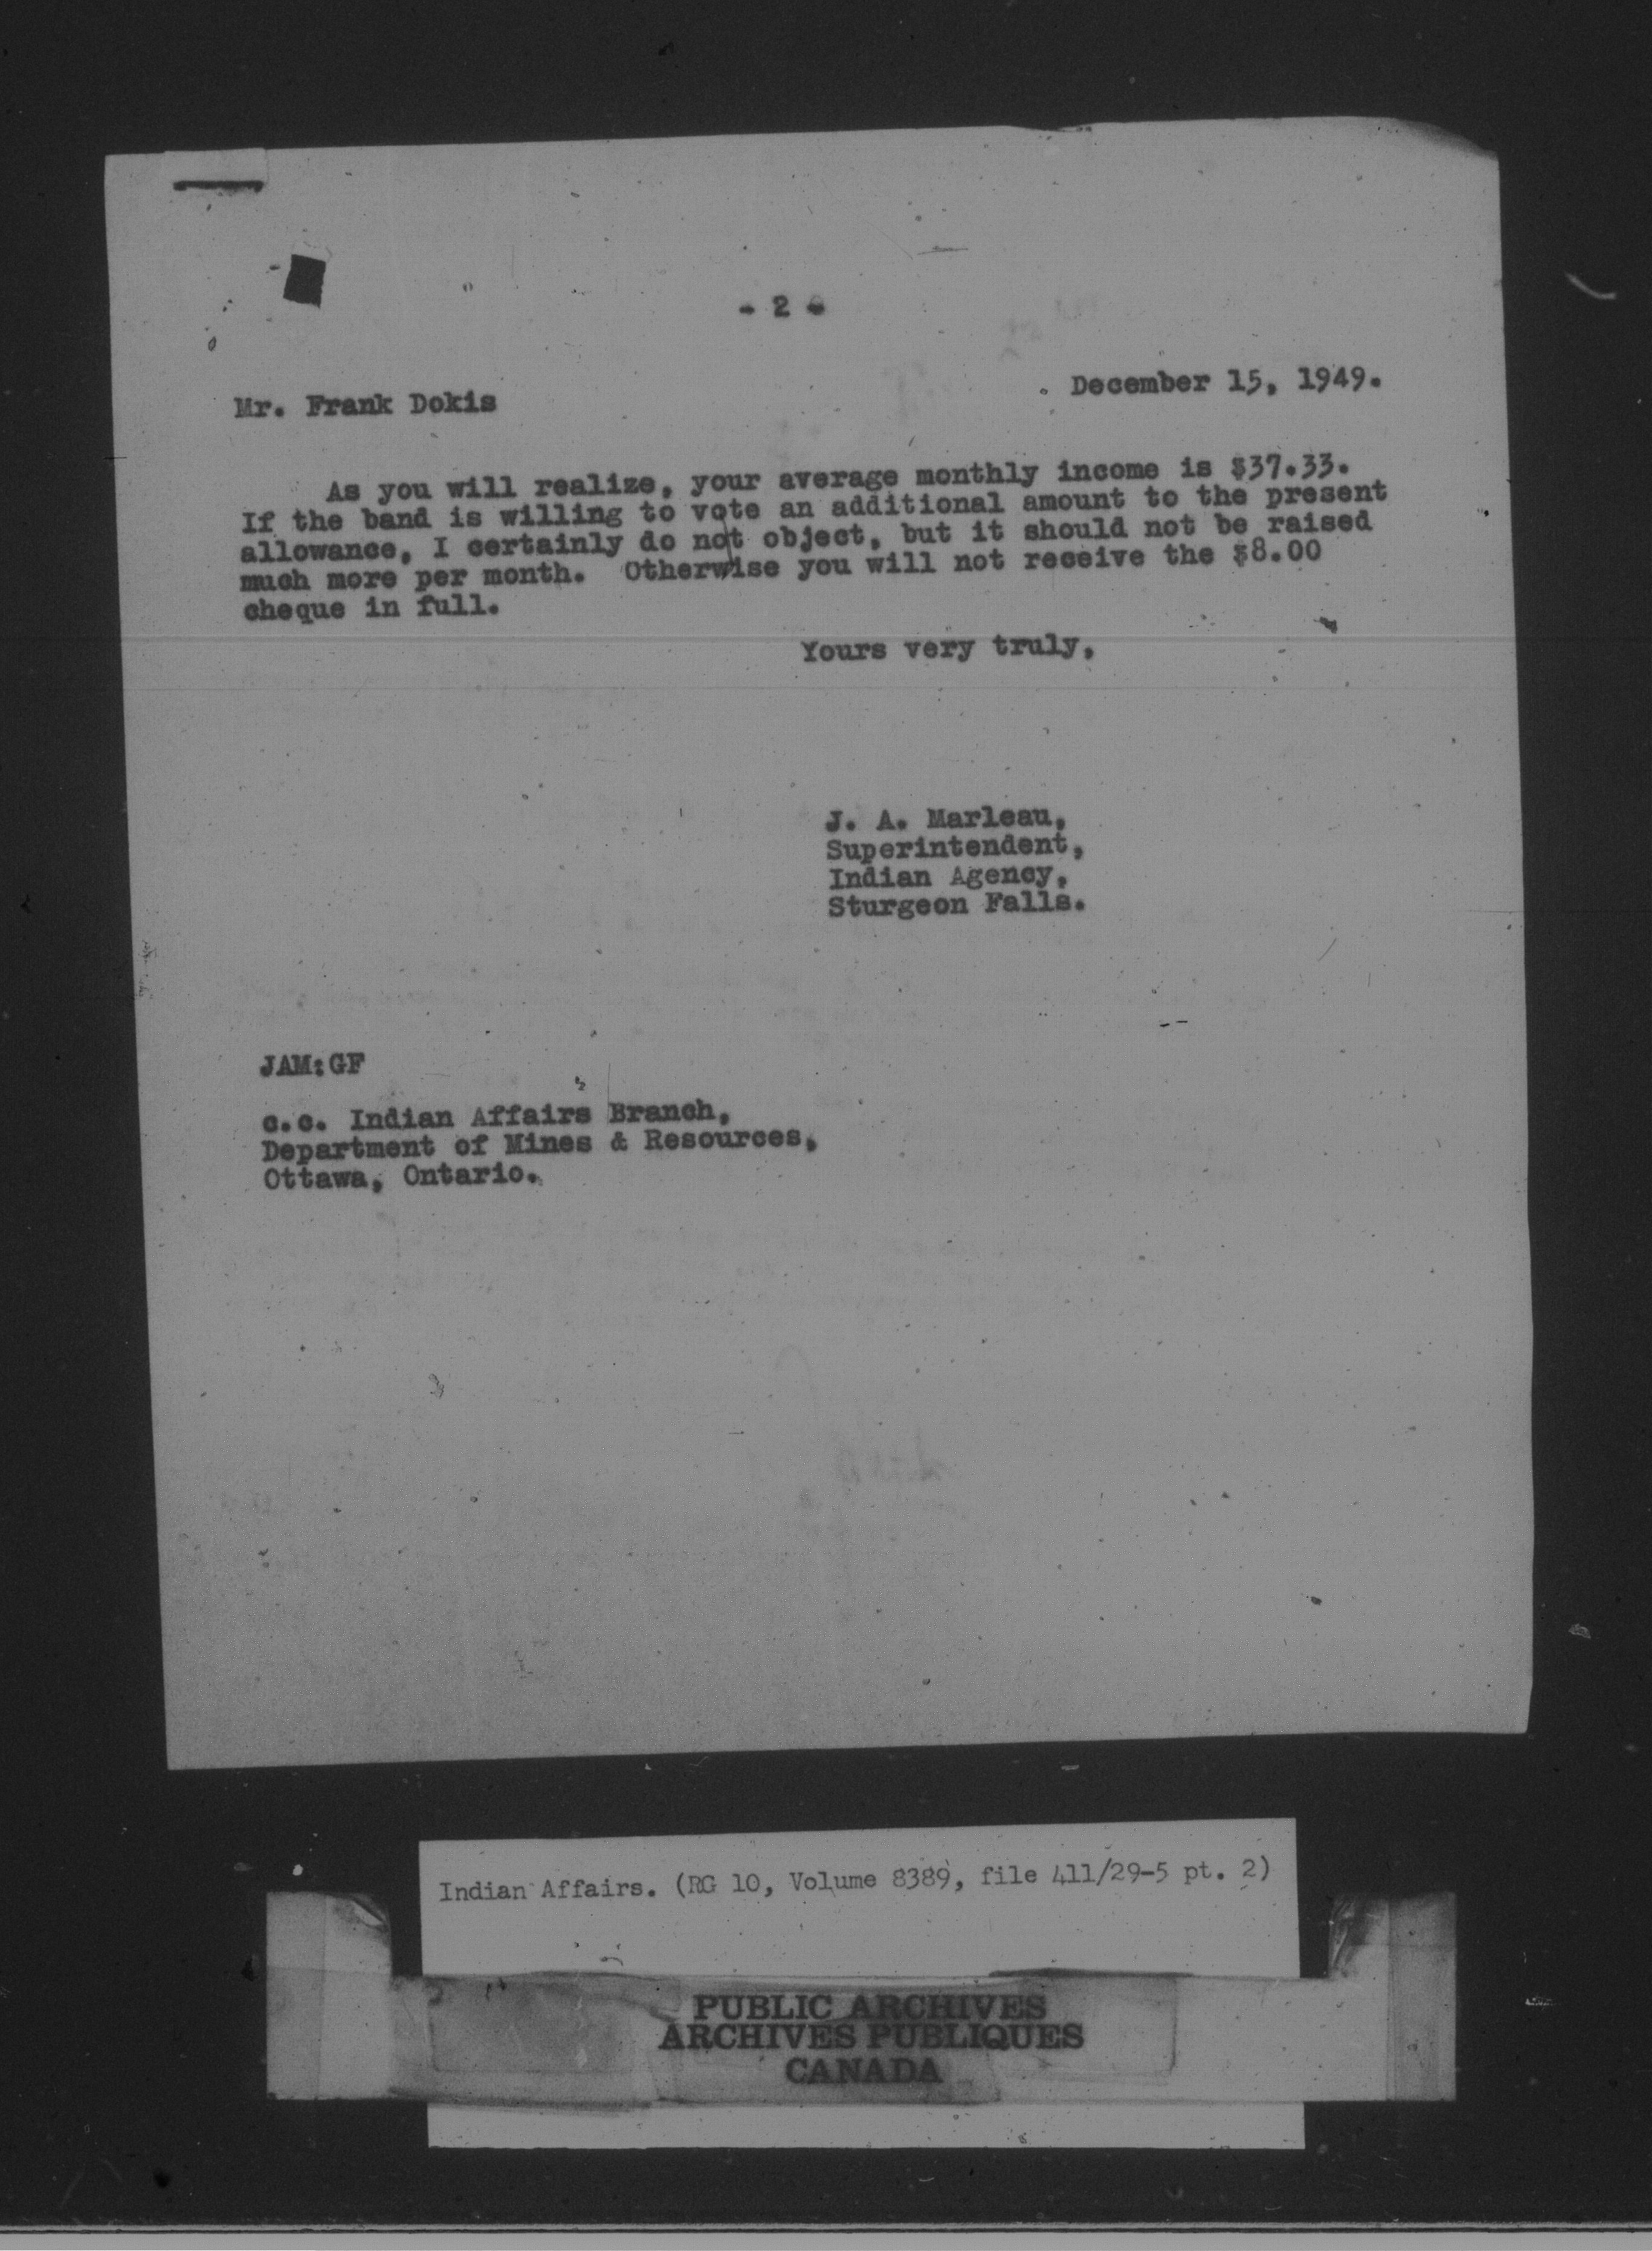 - 2 -
Mr. Frank Dokis
December 15, 1949.
As you will realize, your average monthly income is $37.33.
If the band is willing to vote an additional amount to the present
allowance, I certainly do not object, but it should not be raised
much more per month. Otherwise you will not receive the $8.00
cheque in full.
Yours very truly,
J. A. Marleau,
Superintendent,
Indian Agency,
Sturgeon Falls.
JAM:GF
c.c. Indian Affairs Branch,
Department of Mines & Resources,
Ottawa, Ontario.
Indian Affairs. (RG 10, Volume 8389, file 411/29-5 pt. 2)
PUBLIC ARCHIVES
ARCHIVES PUBLIQUES
CANADA